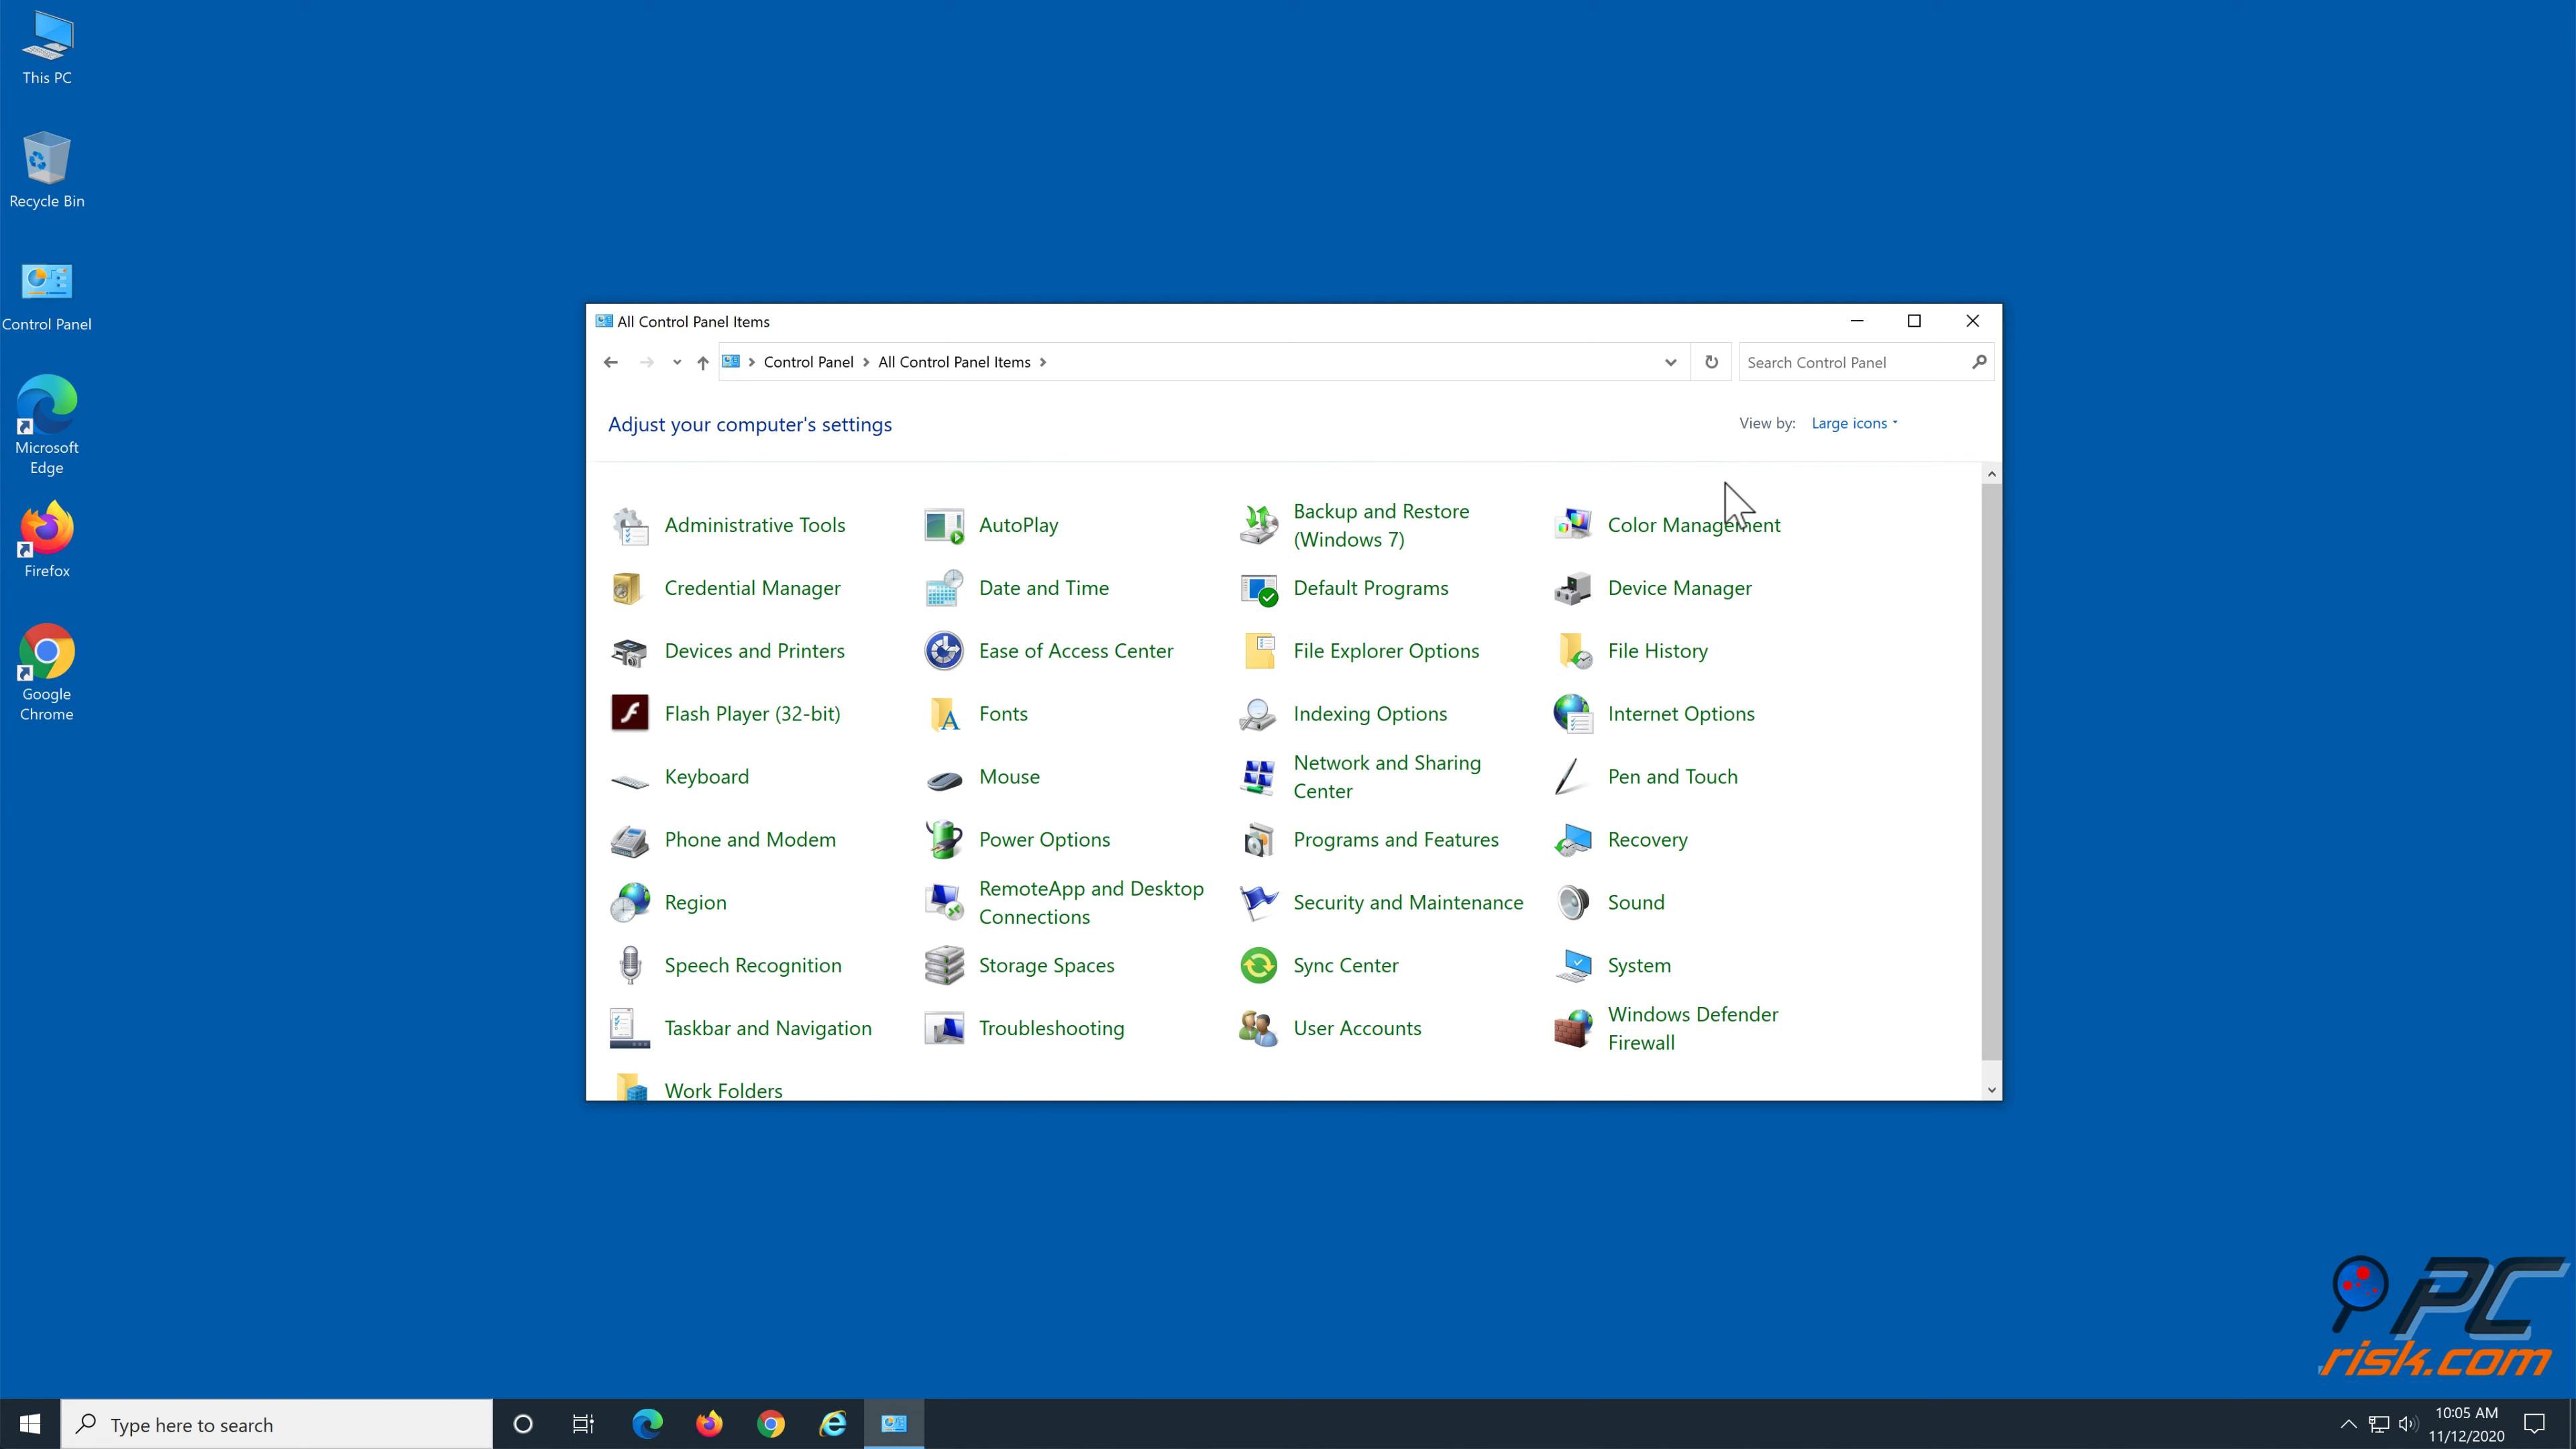 This PC
Recycle Bin
Control Panel
Microsoft
Edge
Firefox
Google
Chrome
All Control Panel Items
Control Panel
All Control Panel Items
Search Control Panel
Adjust your computer's settings
View by: Large icons
Administrative Tools
AutoPlay
Backup and Restore
(Windows 7)
Color Management
Credential Manager
Date and Time
Default Programs
Device Manager
Devices and Printers
Ease of Access Center
File Explorer Options
File History
Flash Player (32-bit)
Fonts
Indexing Options
Internet Options
Keyboard
Mouse
Network and Sharing
Center
Pen and Touch
Phone and Modem
Power Options
Programs and Features
Recovery
Region
RemoteApp and Desktop
Connections
Security and Maintenance
Sound
Speech Recognition
Storage Spaces
Sync Center
System
Taskbar and Navigation
Troubleshooting
User Accounts
Windows Defender
Firewall
Work Folders
PC
risk.com
Type here to search
10:05 AM
11/12/2020